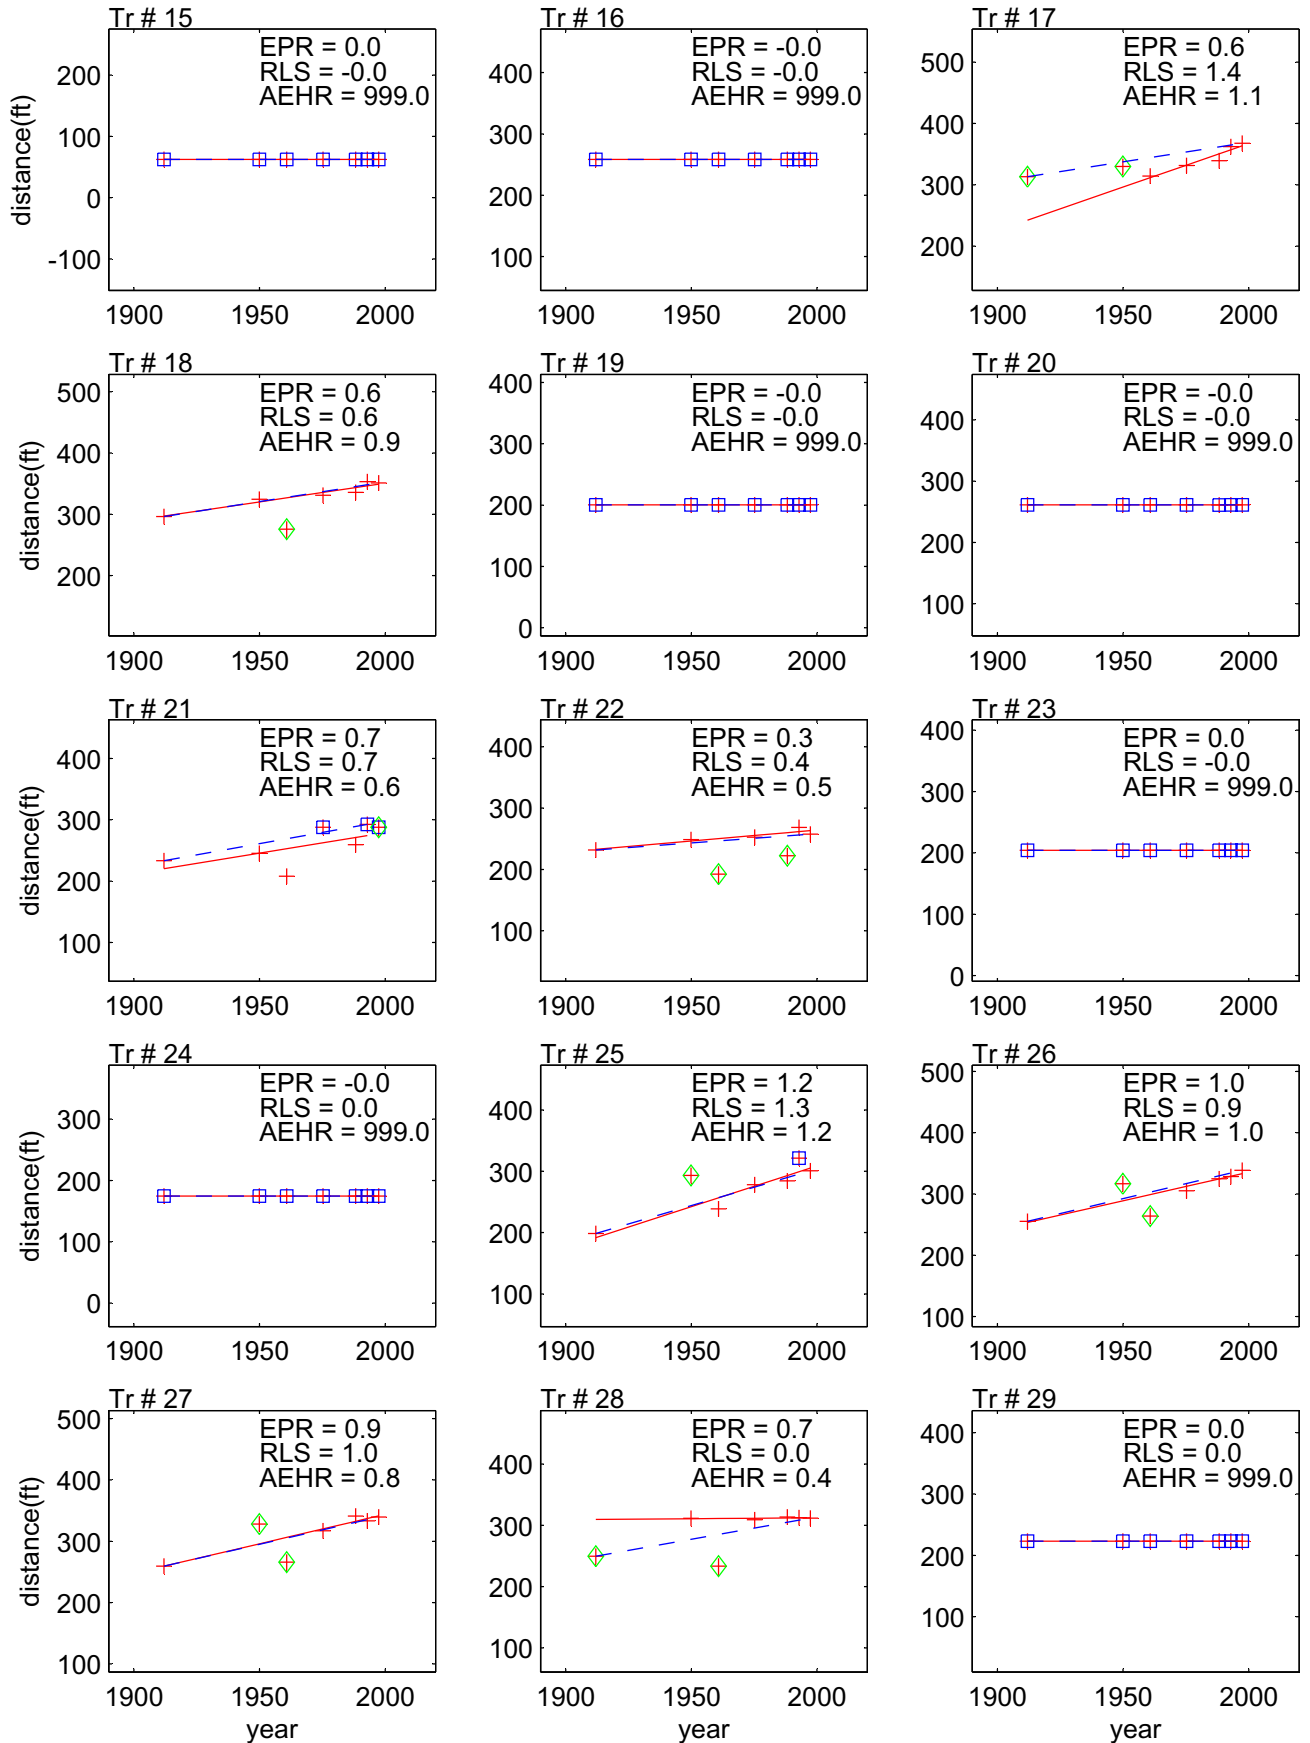 Tr # 15
EPR = 0.0
RLS = -0.0
AEHR = 999.0
200
100
0
-100
distance(ft)
1900 1950 2000
Tr # 16
EPR = -0.0
RLS = -0.0
AEHR = 999.0
400
300
200
100
1900 1950 2000
Tr # 17
EPR = 0.6
RLS = 1.4
AEHR = 1.1
500
400
300
200
1900 1950 2000
Tr # 18
EPR = 0.6
RLS = 0.6
AEHR = 0.9
500
400
300
200
distance(ft)
1900 1950 2000
Tr # 19
EPR = -0.0
RLS = -0.0
AEHR = 999.0
400
300
200
100
0
1900 1950 2000
Tr # 20
EPR = -0.0
RLS = -0.0
AEHR = 999.0
400
300
200
100
1900 1950 2000
Tr # 21
EPR = 0.7
RLS = 0.7
AEHR = 0.6
400
300
200
100
distance(ft)
1900 1950 2000
Tr # 22
EPR = 0.3
RLS = 0.4
AEHR = 0.5
400
300
200
100
1900 1950 2000
Tr # 23
EPR = 0.0
RLS = -0.0
AEHR = 999.0
400
300
200
100
0
1900 1950 2000
Tr # 24
EPR = -0.0
RLS = 0.0
AEHR = 999.0
300
200
100
0
distance(ft)
1900 1950 2000
Tr # 25
EPR = 1.2
RLS = 1.3
AEHR = 1.2
400
300
200
100
1900 1950 2000
Tr # 26
EPR = 1.0
RLS = 0.9
AEHR = 1.0
500
400
300
200
100
1900 1950 2000
Tr # 27
EPR = 0.9
RLS = 1.0
AEHR = 0.8
500
400
300
200
100
distance(ft)
1900 1950 2000
year
Tr # 28
EPR = 0.7
RLS = 0.0
AEHR = 0.4
400
300
200
100
1900 1950 2000
year
Tr # 29
EPR = 0.0
RLS = 0.0
AEHR = 999.0
400
300
200
100
1900 1950 2000
year